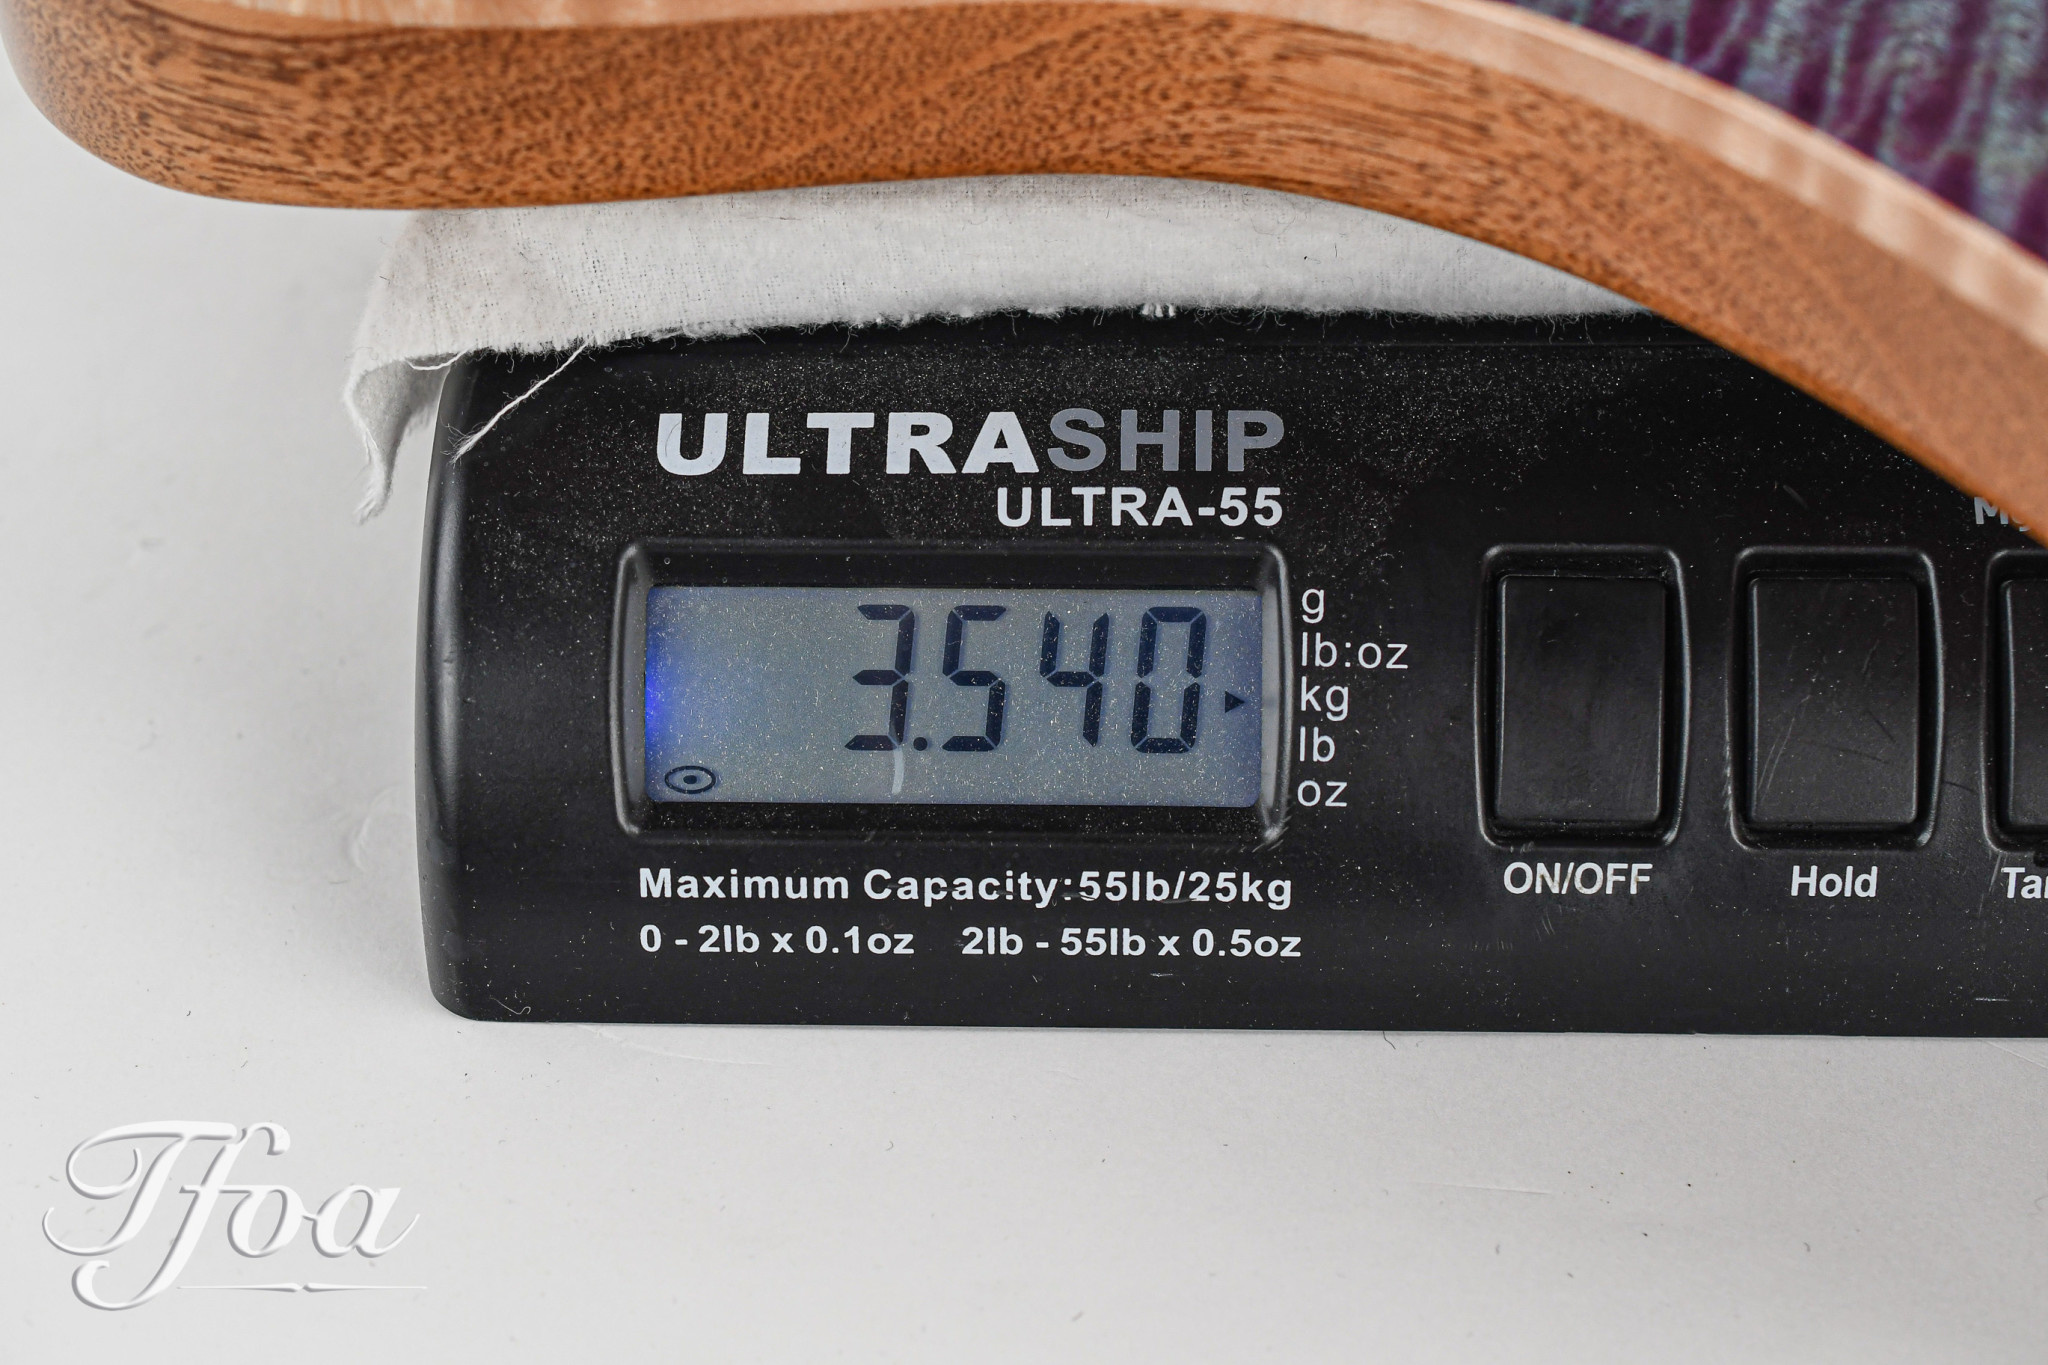 ULTRASHIP
ULTRA-55
3.540
g
lb:oz
kg
lb
oz
Maximum Capacity:55lb/25kg
0 - 2lb x 0.1oz 2lb - 55lb x 0.5oz
ON/OFF
Hold
Tfoa